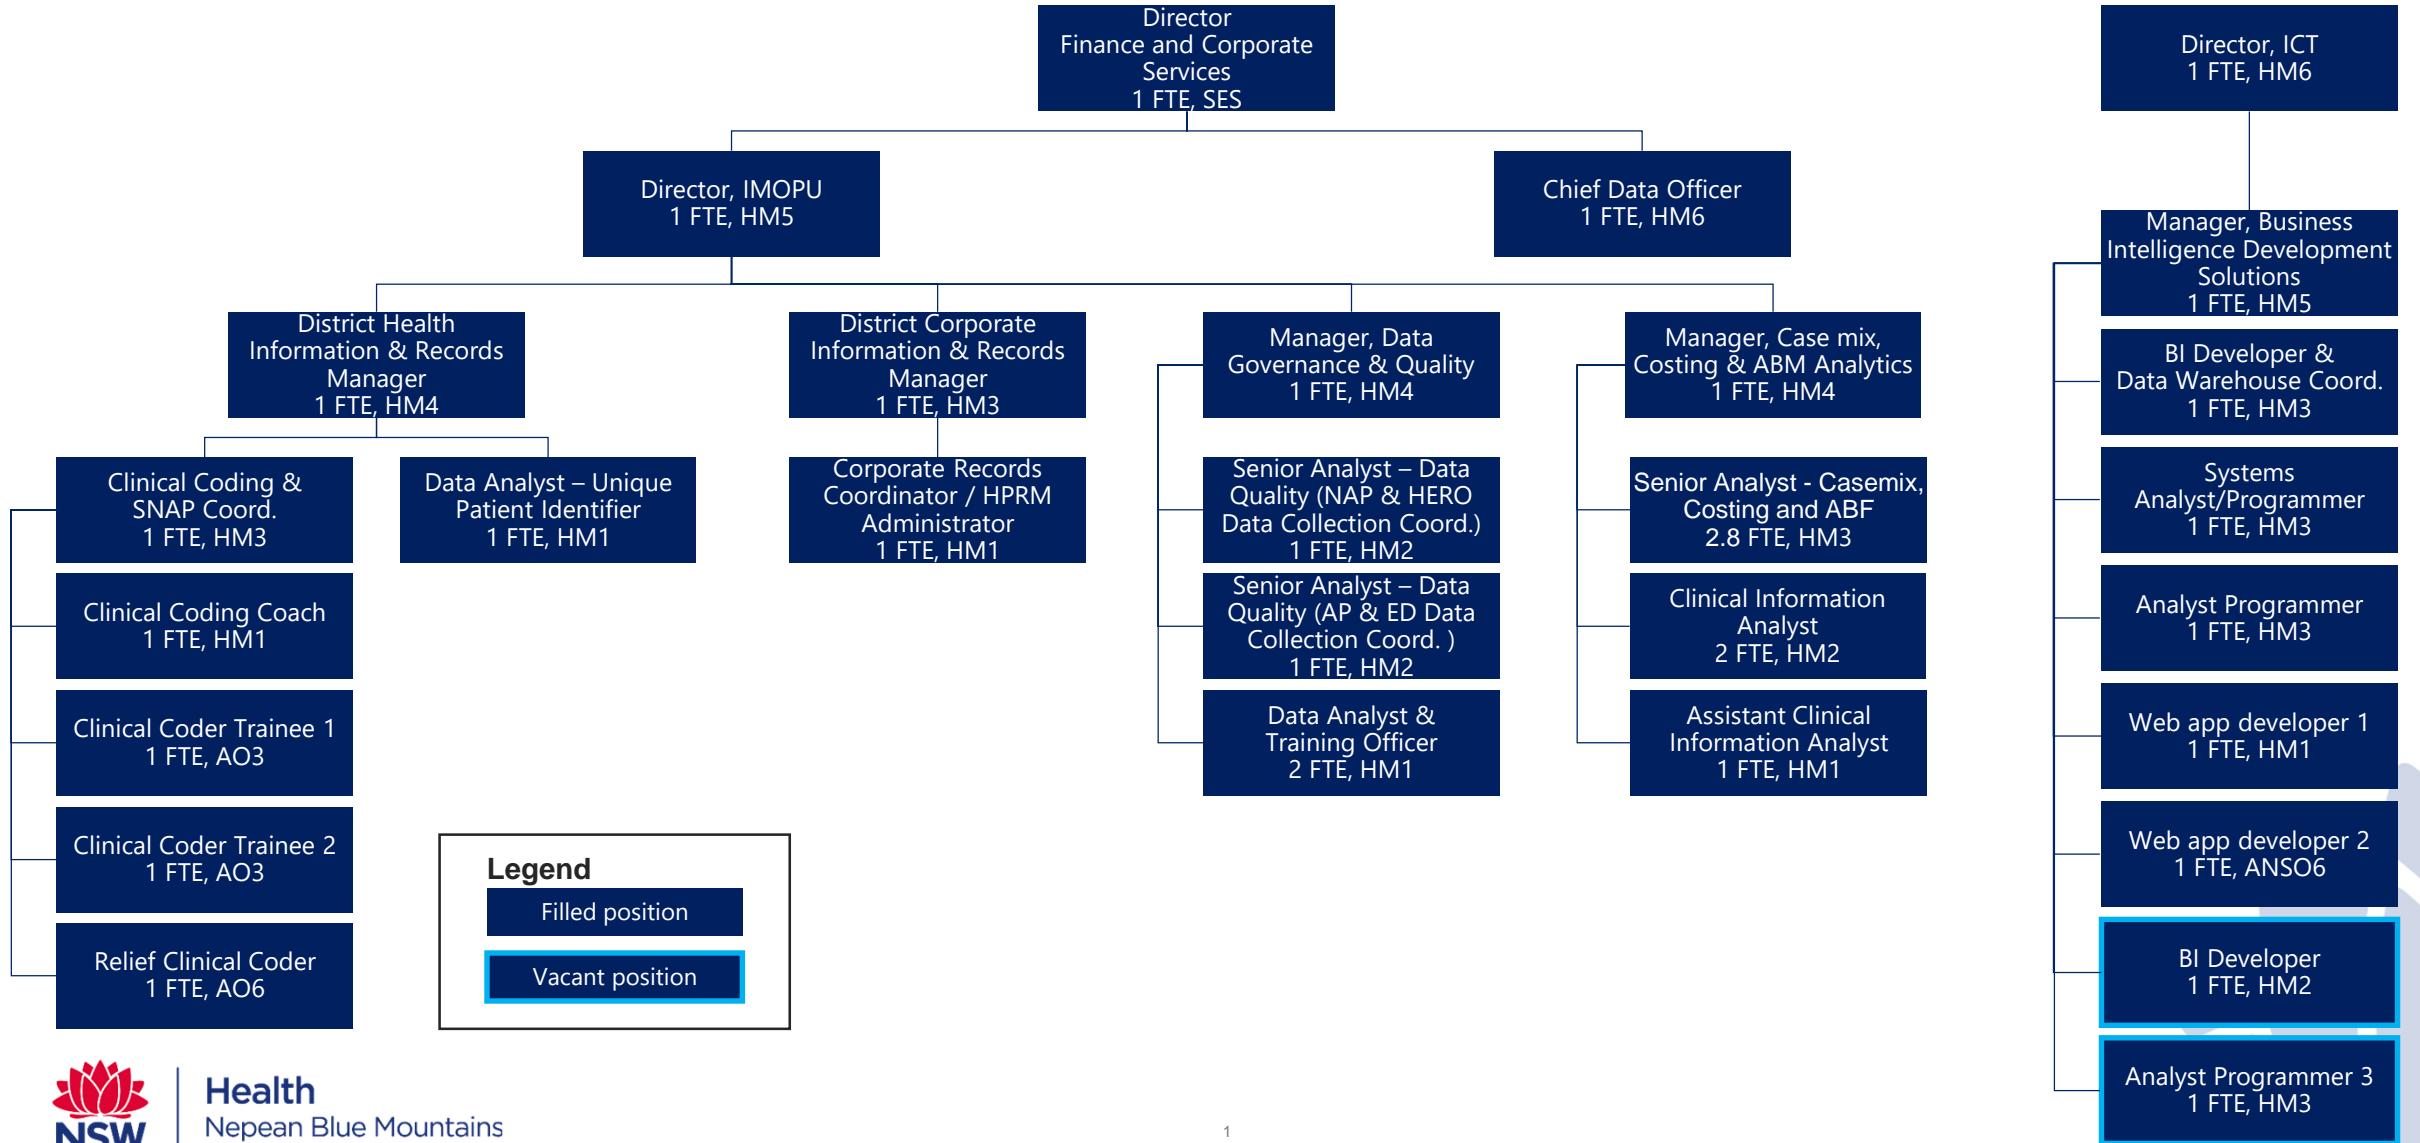 Director
Finance and Corporate
Services
1 FTE, SES
Director, ICT
1 FTE, HM6
Director, IMOPU
1 FTE, HM5
Chief Data Officer
1 FTE, HM6
Manager, Business
Intelligence Development
Solutions
1 FTE, HM5
District Health
Information & Records
Manager
1 FTE, HM4
District Corporate
Information & Records
Manager
1 FTE, HM3
Manager, Data
Governance & Quality
1 FTE, HM4
Manager, Case mix,
Costing & ABM Analytics
1 FTE, HM4
BI Developer &
Data Warehouse Coord.
1 FTE, HM3
Clinical Coding &
SNAP Coord.
1 FTE, HM3
Data Analyst – Unique
Patient Identifier
1 FTE, HM1
Corporate Records
Coordinator / HPRM
Administrator
1 FTE, HM1
Senior Analyst – Data
Quality (NAP & HERO
Data Collection Coord.)
1 FTE, HM2
Senior Analyst - Casemix,
Costing and ABF
2.8 FTE, HM3
Systems
Analyst/Programmer
1 FTE, HM3
Clinical Coding Coach
1 FTE, HM1
Senior Analyst – Data
Quality (AP & ED Data
Collection Coord. )
1 FTE, HM2
Clinical Information
Analyst
2 FTE, HM2
Analyst Programmer
1 FTE, HM3
Clinical Coder Trainee 1
1 FTE, AO3
Data Analyst &
Training Officer
2 FTE, HM1
Assistant Clinical
Information Analyst
1 FTE, HM1
Web app developer 1
1 FTE, HM1
Clinical Coder Trainee 2
1 FTE, AO3
Web app developer 2
1 FTE, ANSO6
Relief Clinical Coder
1 FTE, AO6
Legend
Filled position
Vacant position
BI Developer
1 FTE, HM2
Analyst Programmer 3
1 FTE, HM3
NSW
Health
Nepean Blue Mountains
1